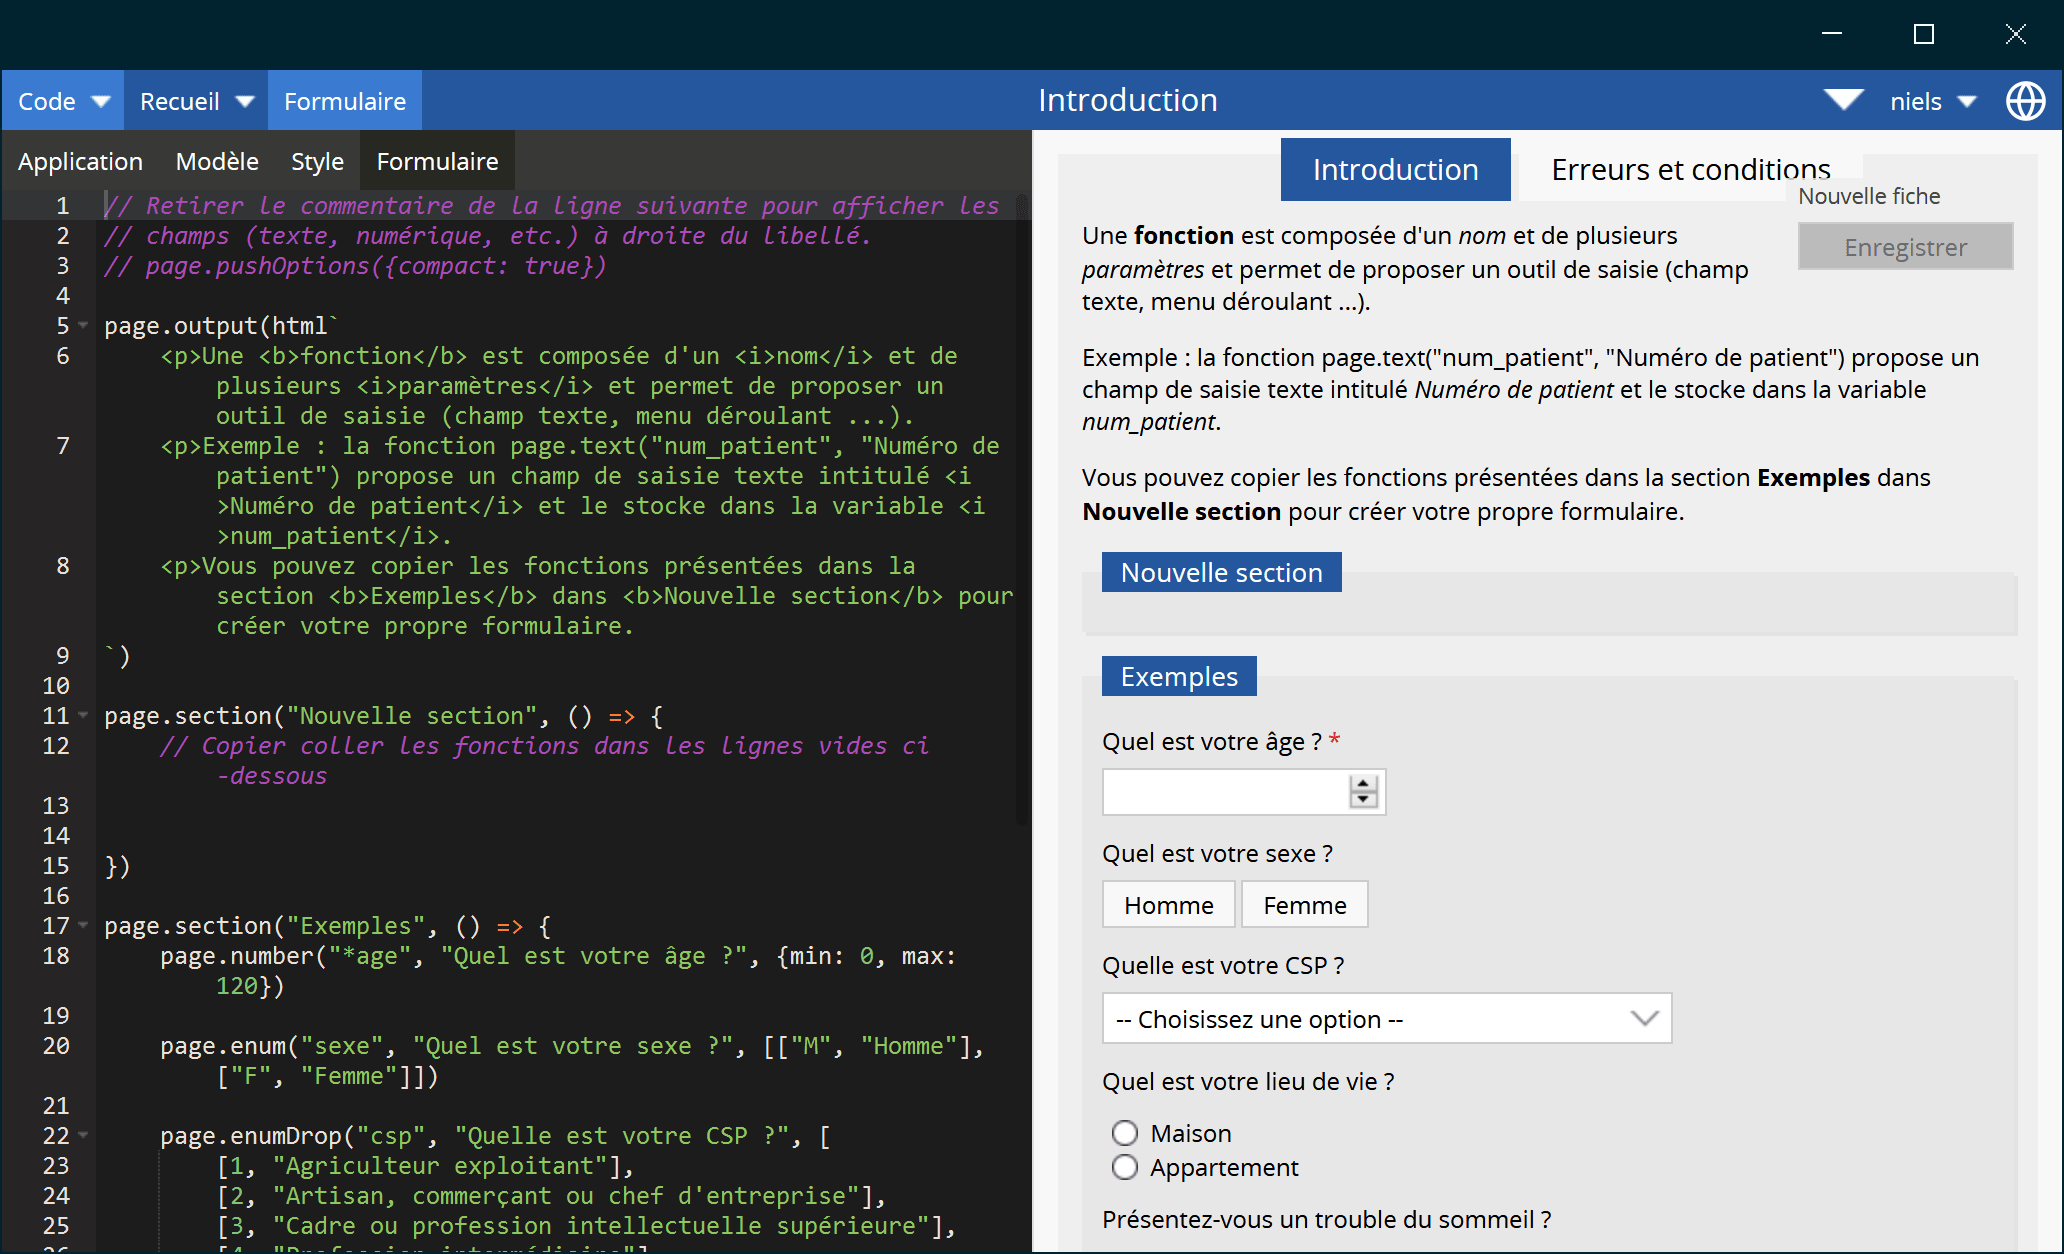 Code Recueil Formulaire Introduction niels
Application Modèle Style Formulaire
1 // Retirer le commentaire de la ligne suivante pour afficher les
2 // champs (texte, numérique, etc.) à droite du libellé.
3 // page.pushOptions({compact: true})
4
5 page.output(html`
6 <p>Une <b>fonction</b> est composée d'un <i>nom</i> et de
plusieurs <i>paramètres</i> et permet de proposer un
outil de saisie (champ texte, menu déroulant ...).
7 <p>Exemple : la fonction page.text("num_patient", "Numéro de
patient") propose un champ de saisie texte intitulé <i
>Numéro de patient</i> et le stocke dans la variable <i
>num_patient</i>.
8 <p>Vous pouvez copier les fonctions présentées dans la
section <b>Exemples</b> dans <b>Nouvelle section</b> pour
créer votre propre formulaire.
9 `)
10
11 page.section("Nouvelle section", () => {
12 // Copier coller les fonctions dans les lignes vides ci
-dessous
13
14
15 })
16
17 page.section("Exemples", () => {
18 page.number("*age", "Quel est votre âge ?", {min: 0, max:
120})
19
20 page.enum("sexe", "Quel est votre sexe ?", [["M", "Homme"],
["F", "Femme"]])
21
22 page.enumDrop("csp", "Quelle est votre CSP ?", [
23 [1, "Agriculteur exploitant"],
24 [2, "Artisan, commerçant ou chef d'entreprise"],
25 [3, "Cadre ou profession intellectuelle supérieure"],
26 [4, "Profession intermédiaire"],
Introduction Erreurs et conditions
Nouvelle fiche
Enregistrer
Une fonction est composée d'un nom et de plusieurs
paramètres et permet de proposer un outil de saisie (champ
texte, menu déroulant ...).
Exemple : la fonction page.text("num_patient", "Numéro de patient") propose un
champ de saisie texte intitulé Numéro de patient et le stocke dans la variable
num_patient.
Vous pouvez copier les fonctions présentées dans la section Exemples dans
Nouvelle section pour créer votre propre formulaire.
Nouvelle section
Exemples
Quel est votre âge ? *
Quel est votre sexe ?
Homme Femme
Quelle est votre CSP ?
-- Choisissez une option --
Quel est votre lieu de vie ?
Maison
Appartement
Présentez-vous un trouble du sommeil ?